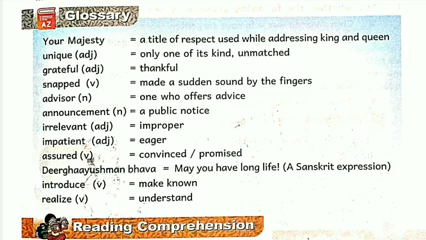 A Z
Glossary
Your Majesty = a title of respect used while addressing king and queen
unique (adj) = only one of its kind, unmatched
grateful (adj) = thankful
snapped (v) = made a sudden sound by the fingers
advisor (n) = one who offers advice
announcement (n) = a public notice
irrelevant (adj) = improper
impatient (adj) = eager
assured (v) = convinced / promised
Deerghaayushman bhava = May you have long life! (A Sanskrit expression)
introduce (v) = make known
realize (v) = understand
Reading Comprehension